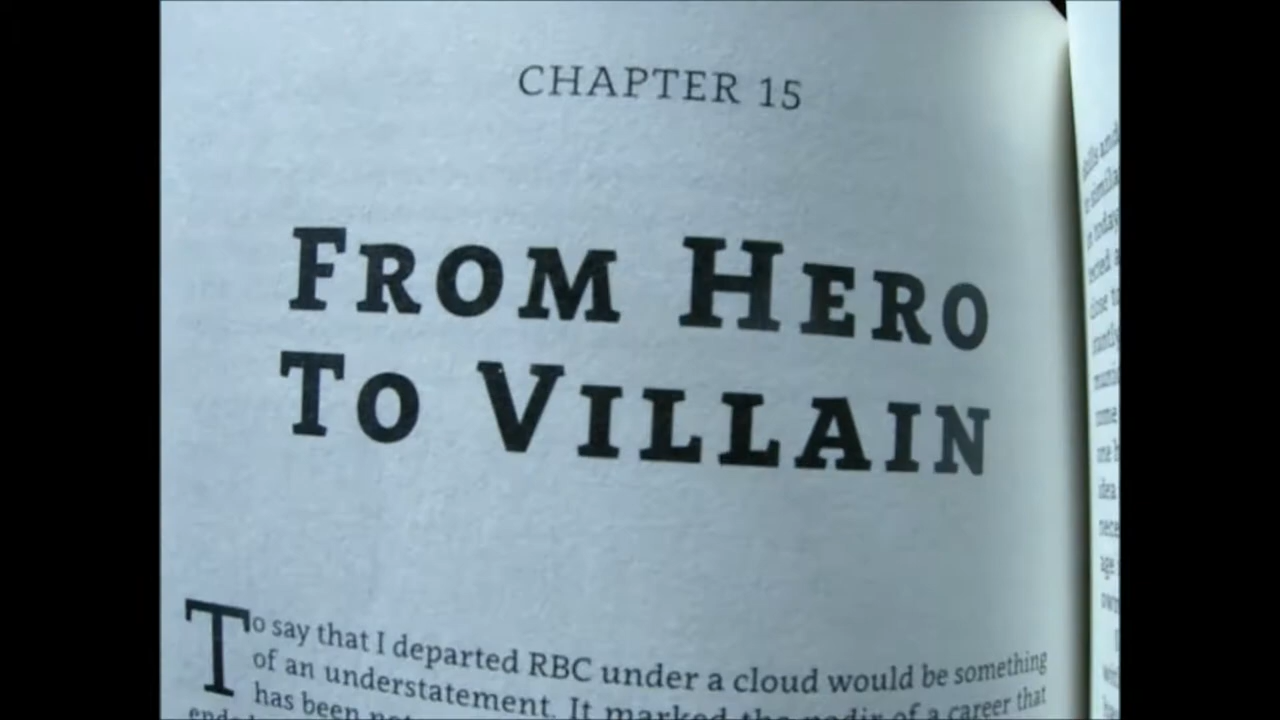 CHAPTER 15
FROM HERO
TO VILLAIN
To say that I departed RBC under a cloud would be something
of an understatement. It marked the nadir of a career that
has been